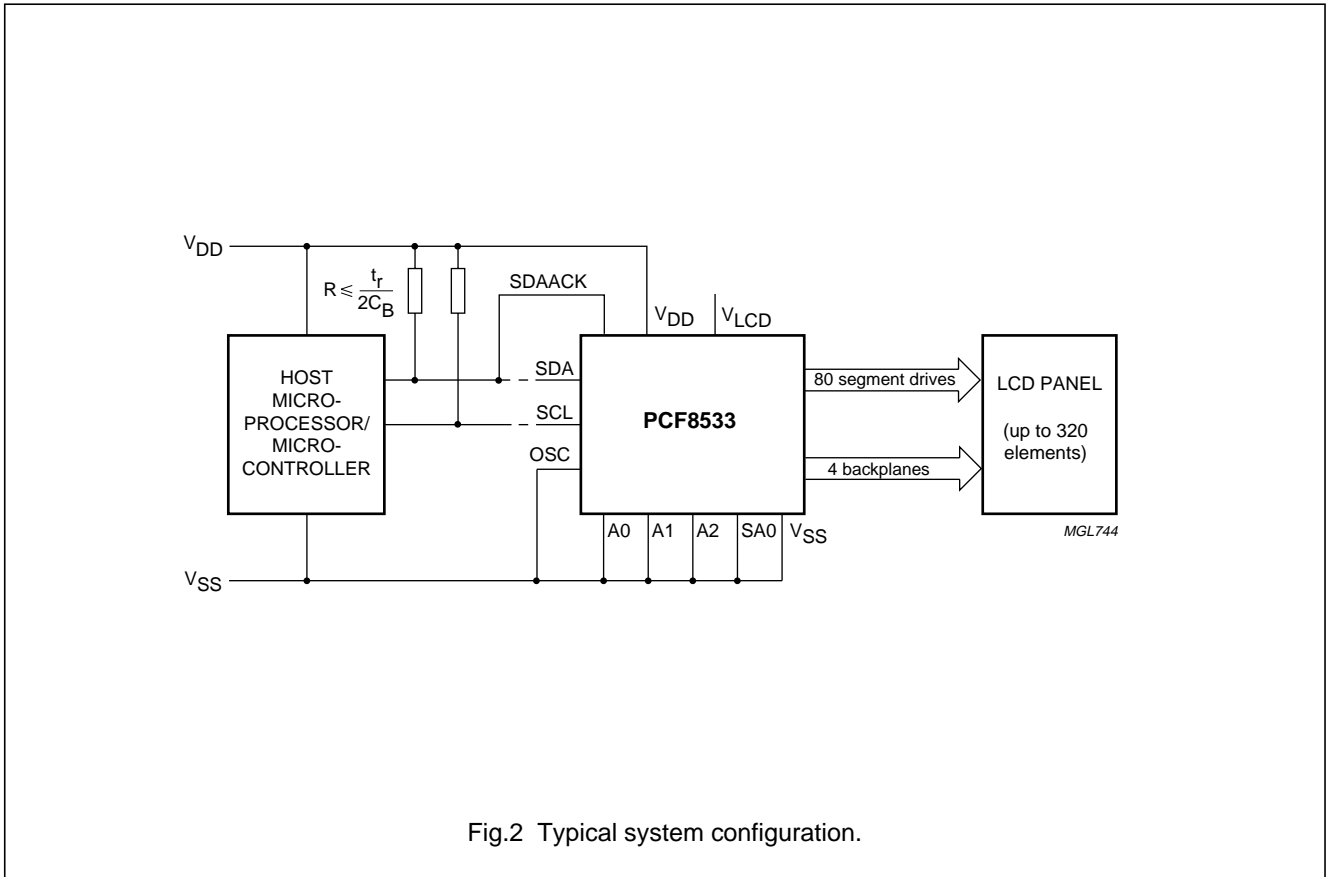 VDD
R ≤ tr
2CB
SDAACK
VDD
VLCD
HOST
MICRO-
PROCESSOR/
MICRO-
CONTROLLER
SDA
SCL
OSC
PCF8533
80 segment drives
4 backplanes
LCD PANEL
(up to 320
elements)
A0
A1
A2
SA0
VSS
MGL744
VSS
Fig.2 Typical system configuration.